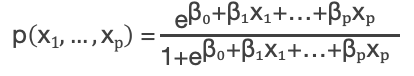 p(x₁, ..., xₚ) = e^(β₀+β₁x₁+...+βₚxₚ) / 1+e^(β₀+β₁x₁+...+βₚxₚ)